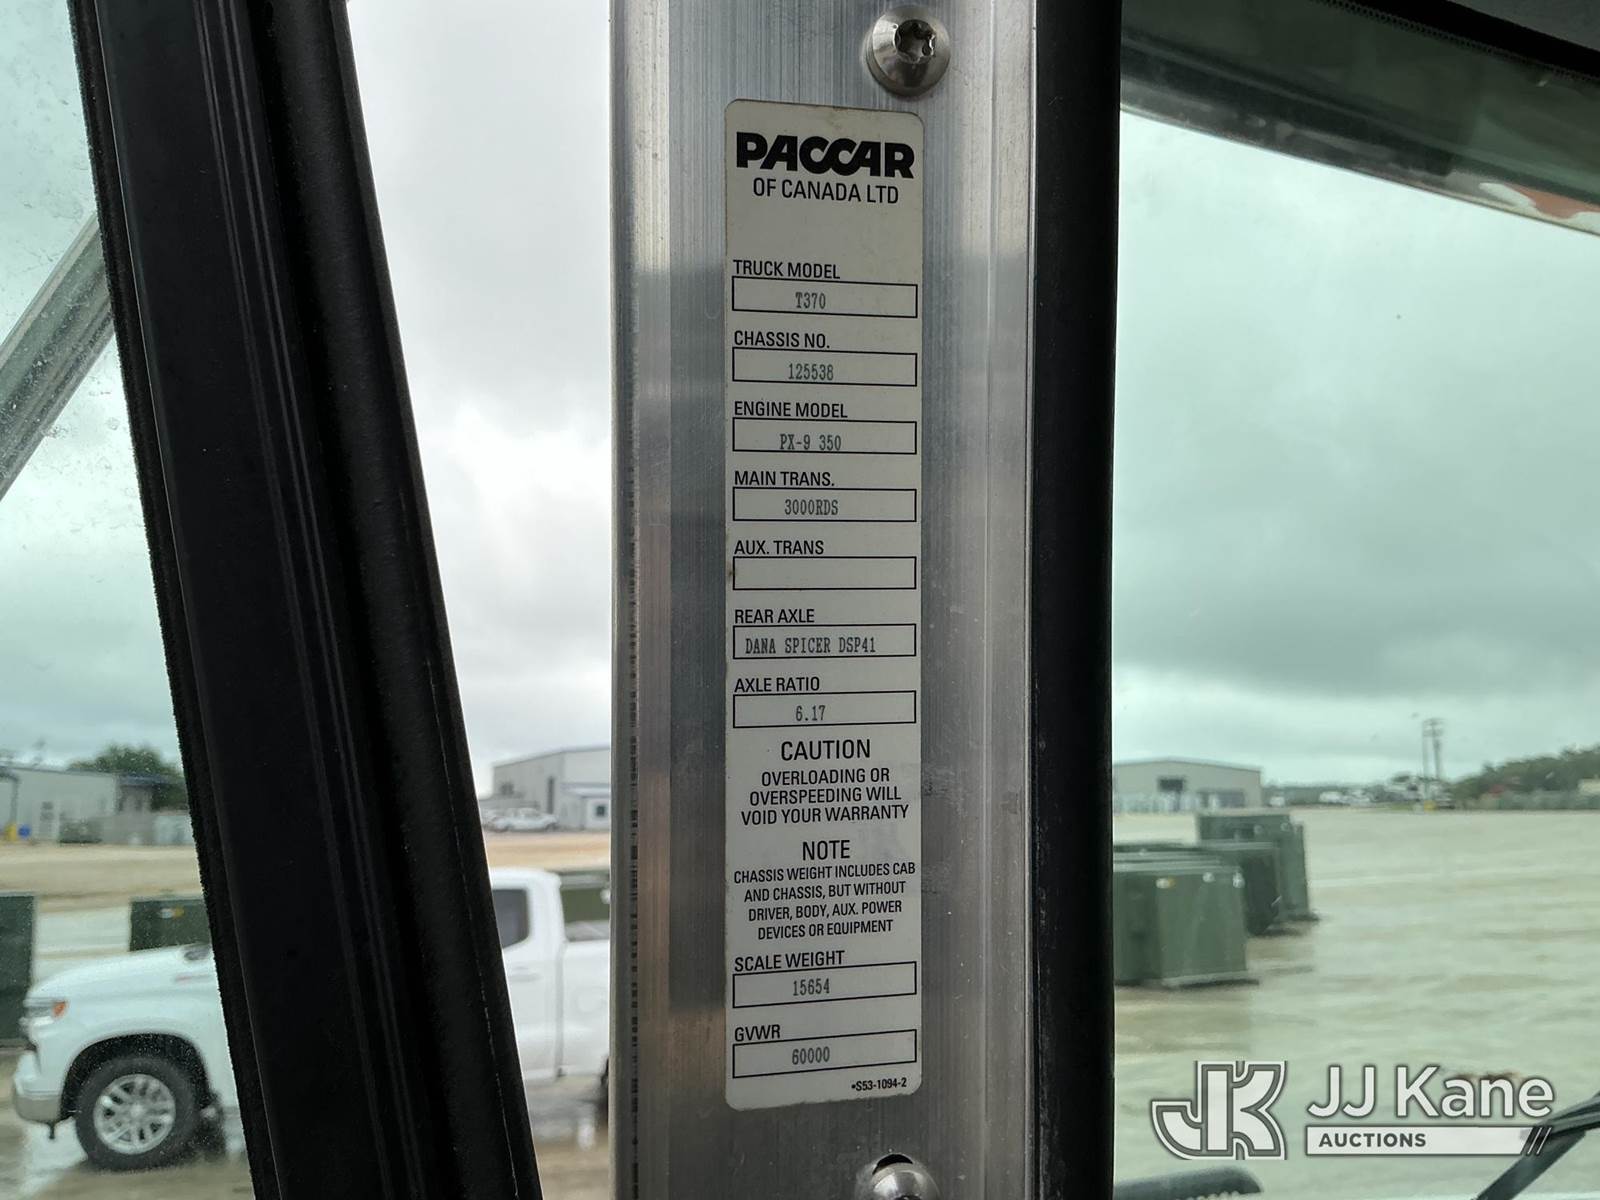 PACCAR
OF CANADA LTD
TRUCK MODEL
T370
CHASSIS NO.
125538
ENGINE MODEL
PX-9 350
MAIN TRANS.
3000RDS
AUX. TRANS
REAR AXLE
DANA SPICER DSP41
AXLE RATIO
6.17
CAUTION
OVERLOADING OR
OVERSPEEDING WILL
VOID YOUR WARRANTY
NOTE
CHASSIS WEIGHT INCLUDES CAB
AND CHASSIS, BUT WITHOUT
DRIVER, BODY, AUX. POWER
DEVICES OR EQUIPMENT
SCALE WEIGHT
15654
GVWR
60000
•S53-1094-2
JK JJ Kane
AUCTIONS